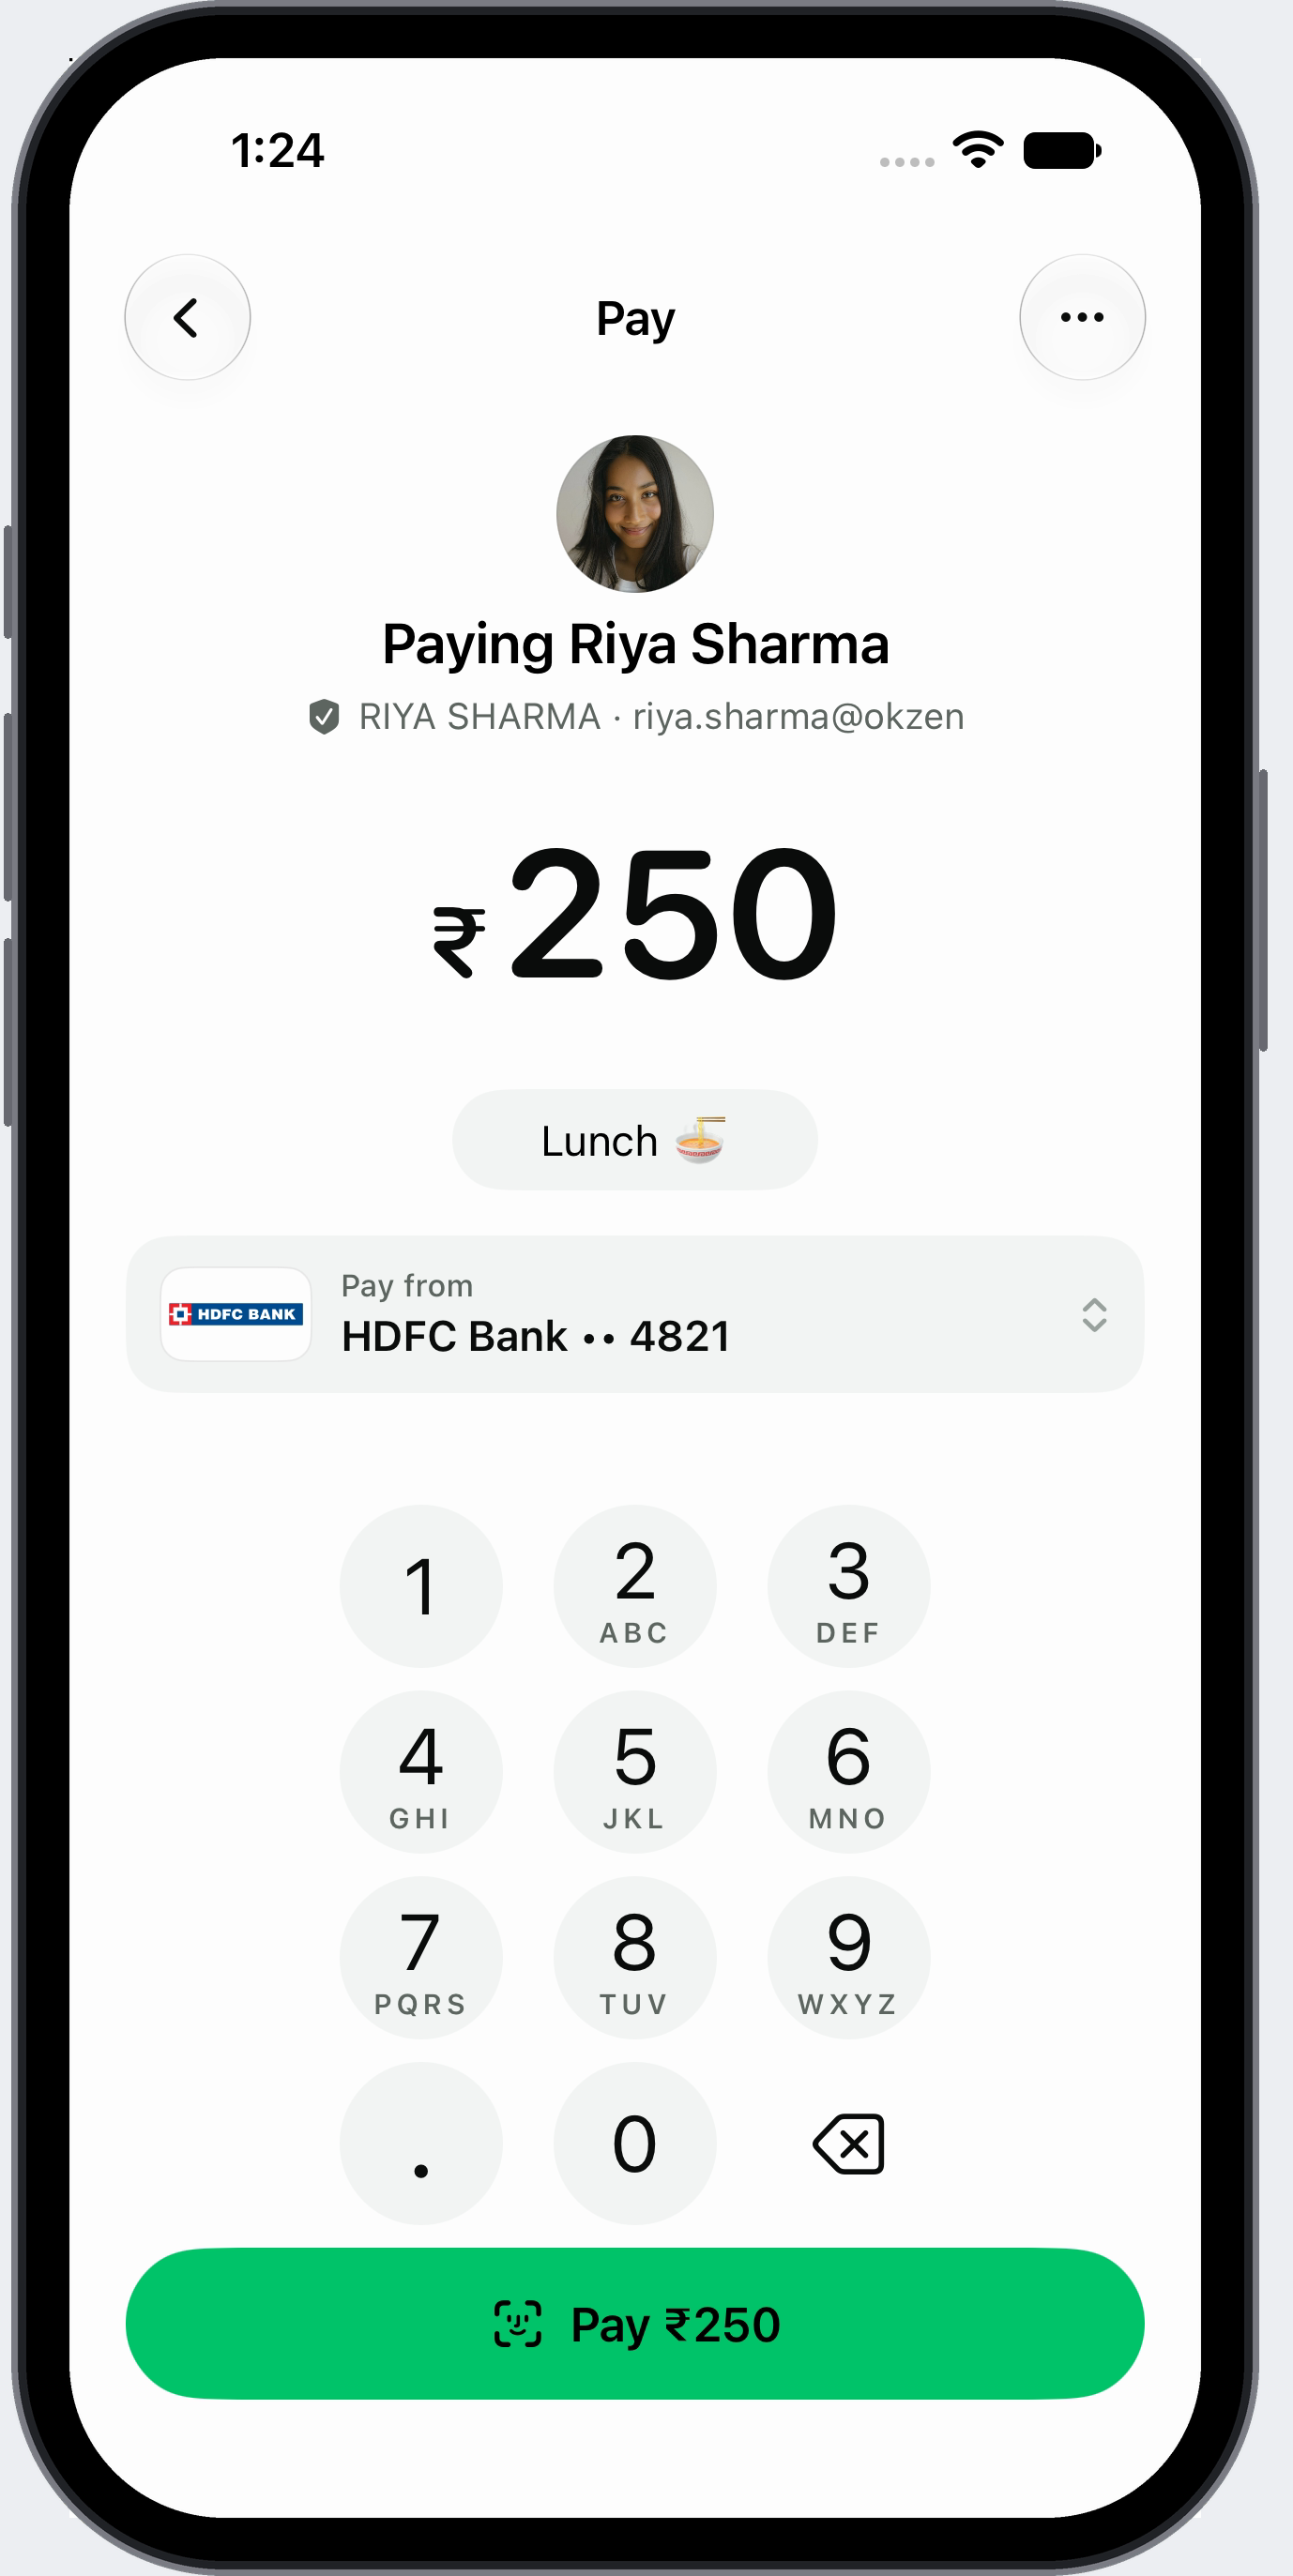 1:24
Pay
Paying Riya Sharma
RIYA SHARMA · riya.sharma@okzen
₹250
Lunch 🍜
Pay from
HDFC BANK
HDFC Bank •• 4821
1
2
3
ABC
DEF
4
5
6
GHI
JKL
MNO
7
8
9
PQRS
TUV
WXYZ
.
0
Pay ₹250